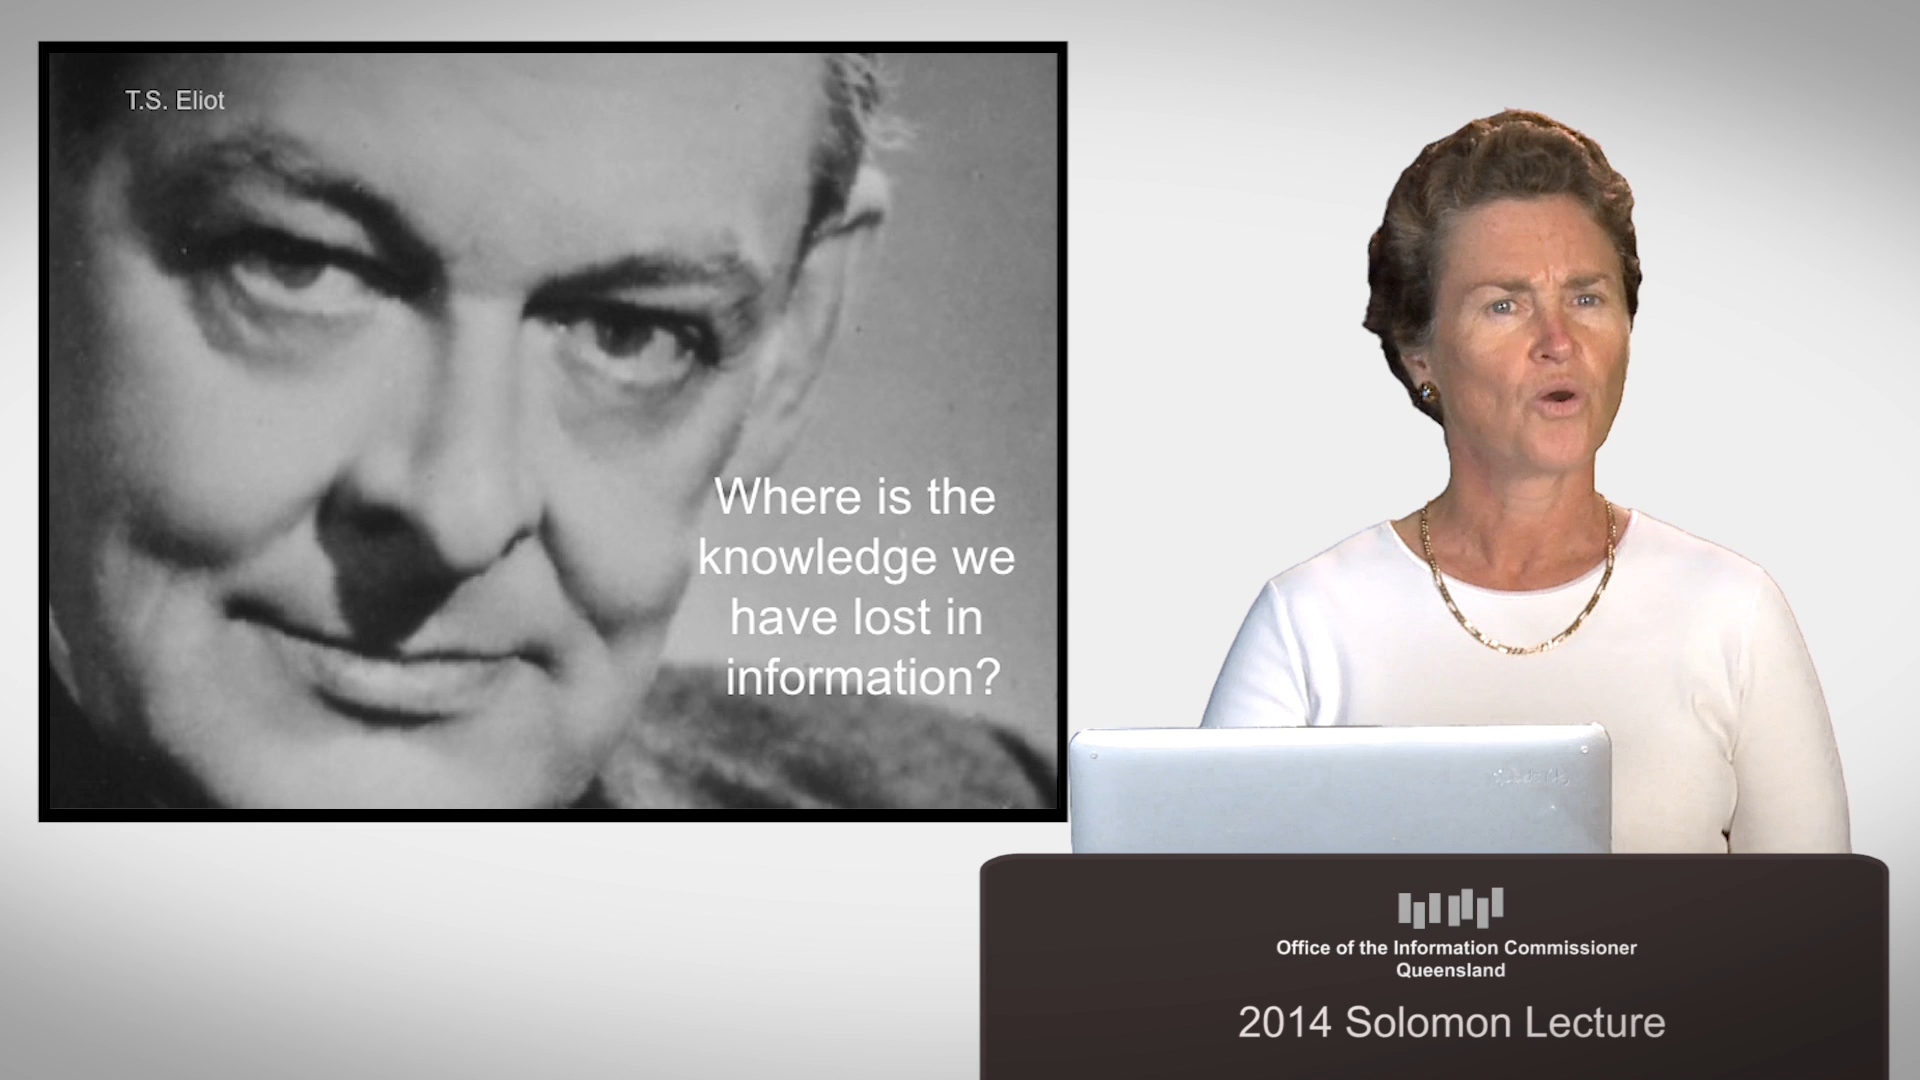 T.S. Eliot
Where is the
knowledge we
have lost in
information?
Office of the Information Commissioner
Queensland
2014 Solomon Lecture